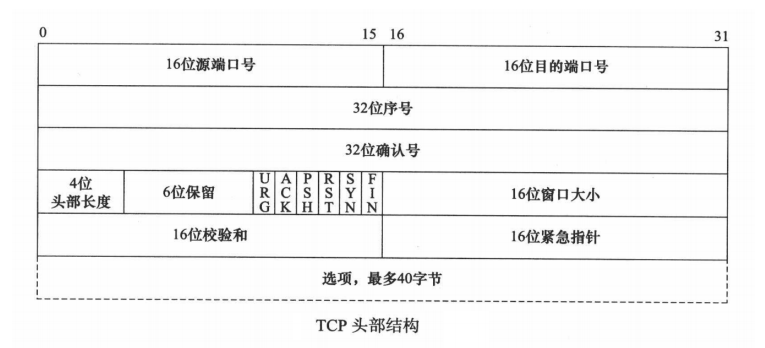 0 15 16 31
16位源端口号 16位目的端口号
32位序号
32位确认号
4位
头部长度 6位保留 URG ACK PSH RST SYN FIN 16位窗口大小
16位校验和 16位紧急指针
选项，最多40字节
TCP 头部结构